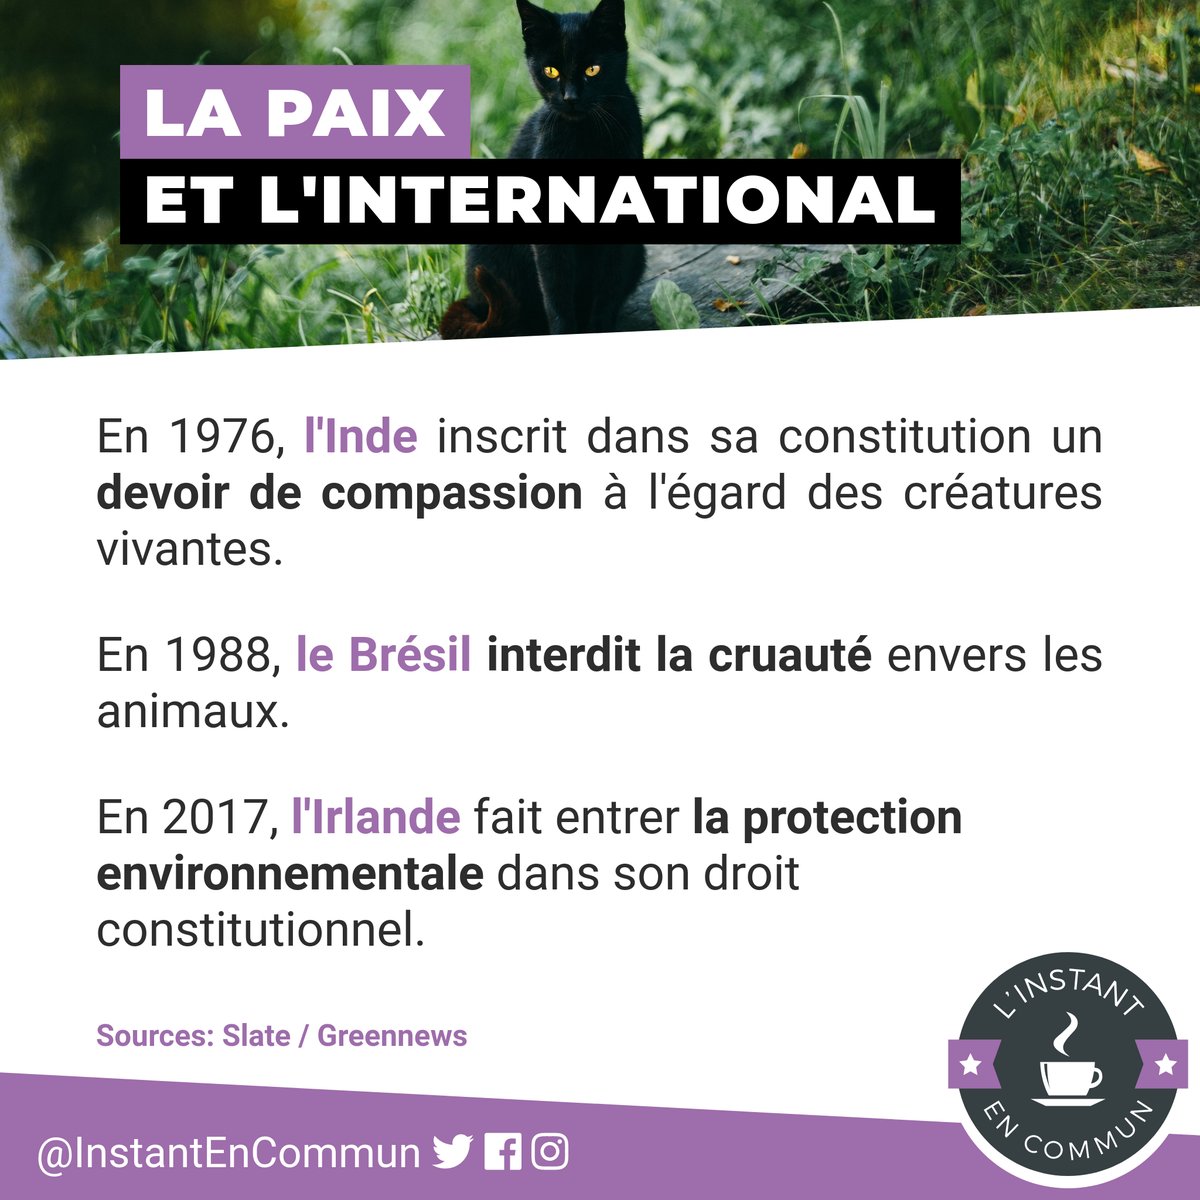 LA PAIX
ET L'INTERNATIONAL
En 1976, l'Inde inscrit dans sa constitution un
devoir de compassion à l'égard des créatures
vivantes.
En 1988, le Brésil interdit la cruauté envers les
animaux.
En 2017, l'Irlande fait entrer la protection
environnementale dans son droit
constitutionnel.
Sources: Slate / Greennews
L'INSTANT
EN COMMUN
@InstantEnCommun